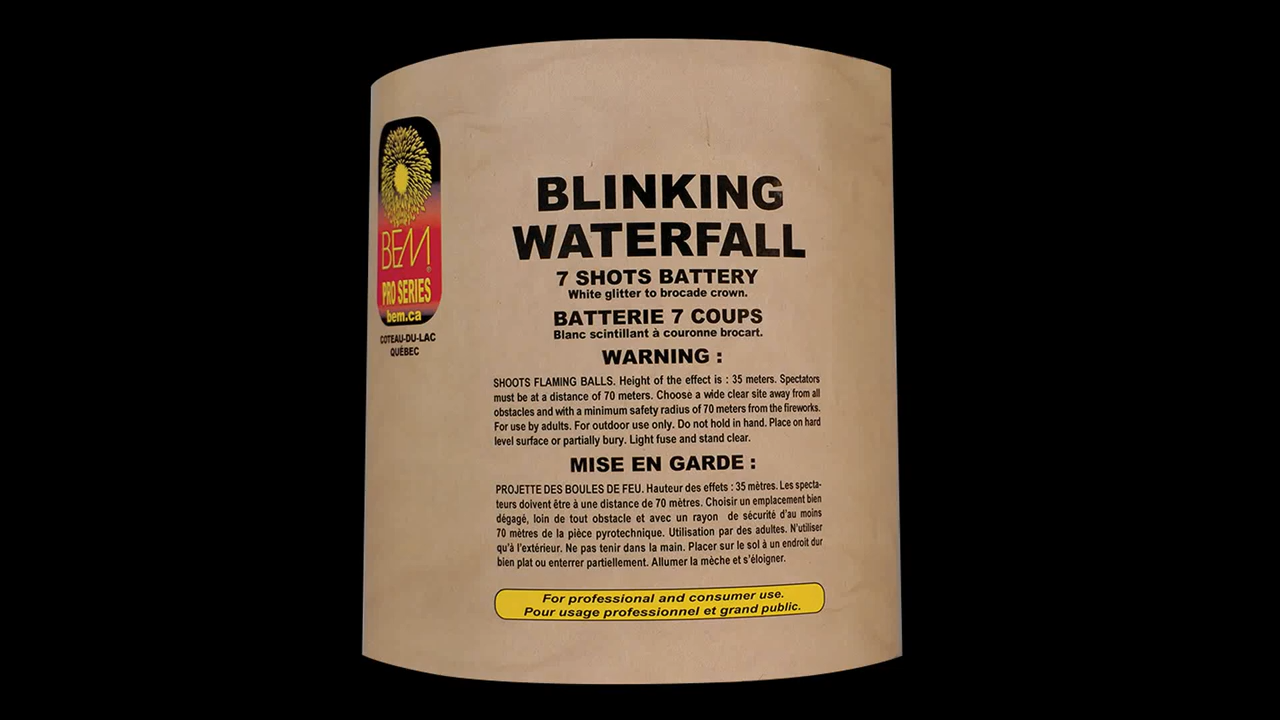 BEM
PRO SERIES
bem.ca
COTEAU-DU-LAC
QUÉBEC
BLINKING
WATERFALL
7 SHOTS BATTERY
White glitter to brocade crown.
BATTERIE 7 COUPS
Blanc scintillant à couronne brocart.
WARNING :
SHOOTS FLAMING BALLS. Height of the effect is : 35 meters. Spectators
must be at a distance of 70 meters. Choose a wide clear site away from all
obstacles and with a minimum safety radius of 70 meters from the fireworks.
For use by adults. For outdoor use only. Do not hold in hand. Place on hard
level surface or partially bury. Light fuse and stand clear.
MISE EN GARDE :
PROJETTE DES BOULES DE FEU. Hauteur des effets : 35 mètres. Les specta-
teurs doivent être à une distance de 70 mètres. Choisir un emplacement bien
dégagé, loin de tout obstacle et avec un rayon de sécurité d'au moins
70 mètres de la pièce pyrotechnique. Utilisation par des adultes. N'utiliser
qu'à l'extérieur. Ne pas tenir dans la main. Placer sur le sol à un endroit dur
bien plat ou enterrer partiellement. Allumer la mèche et s'éloigner.
For professional and consumer use.
Pour usage professionnel et grand public.